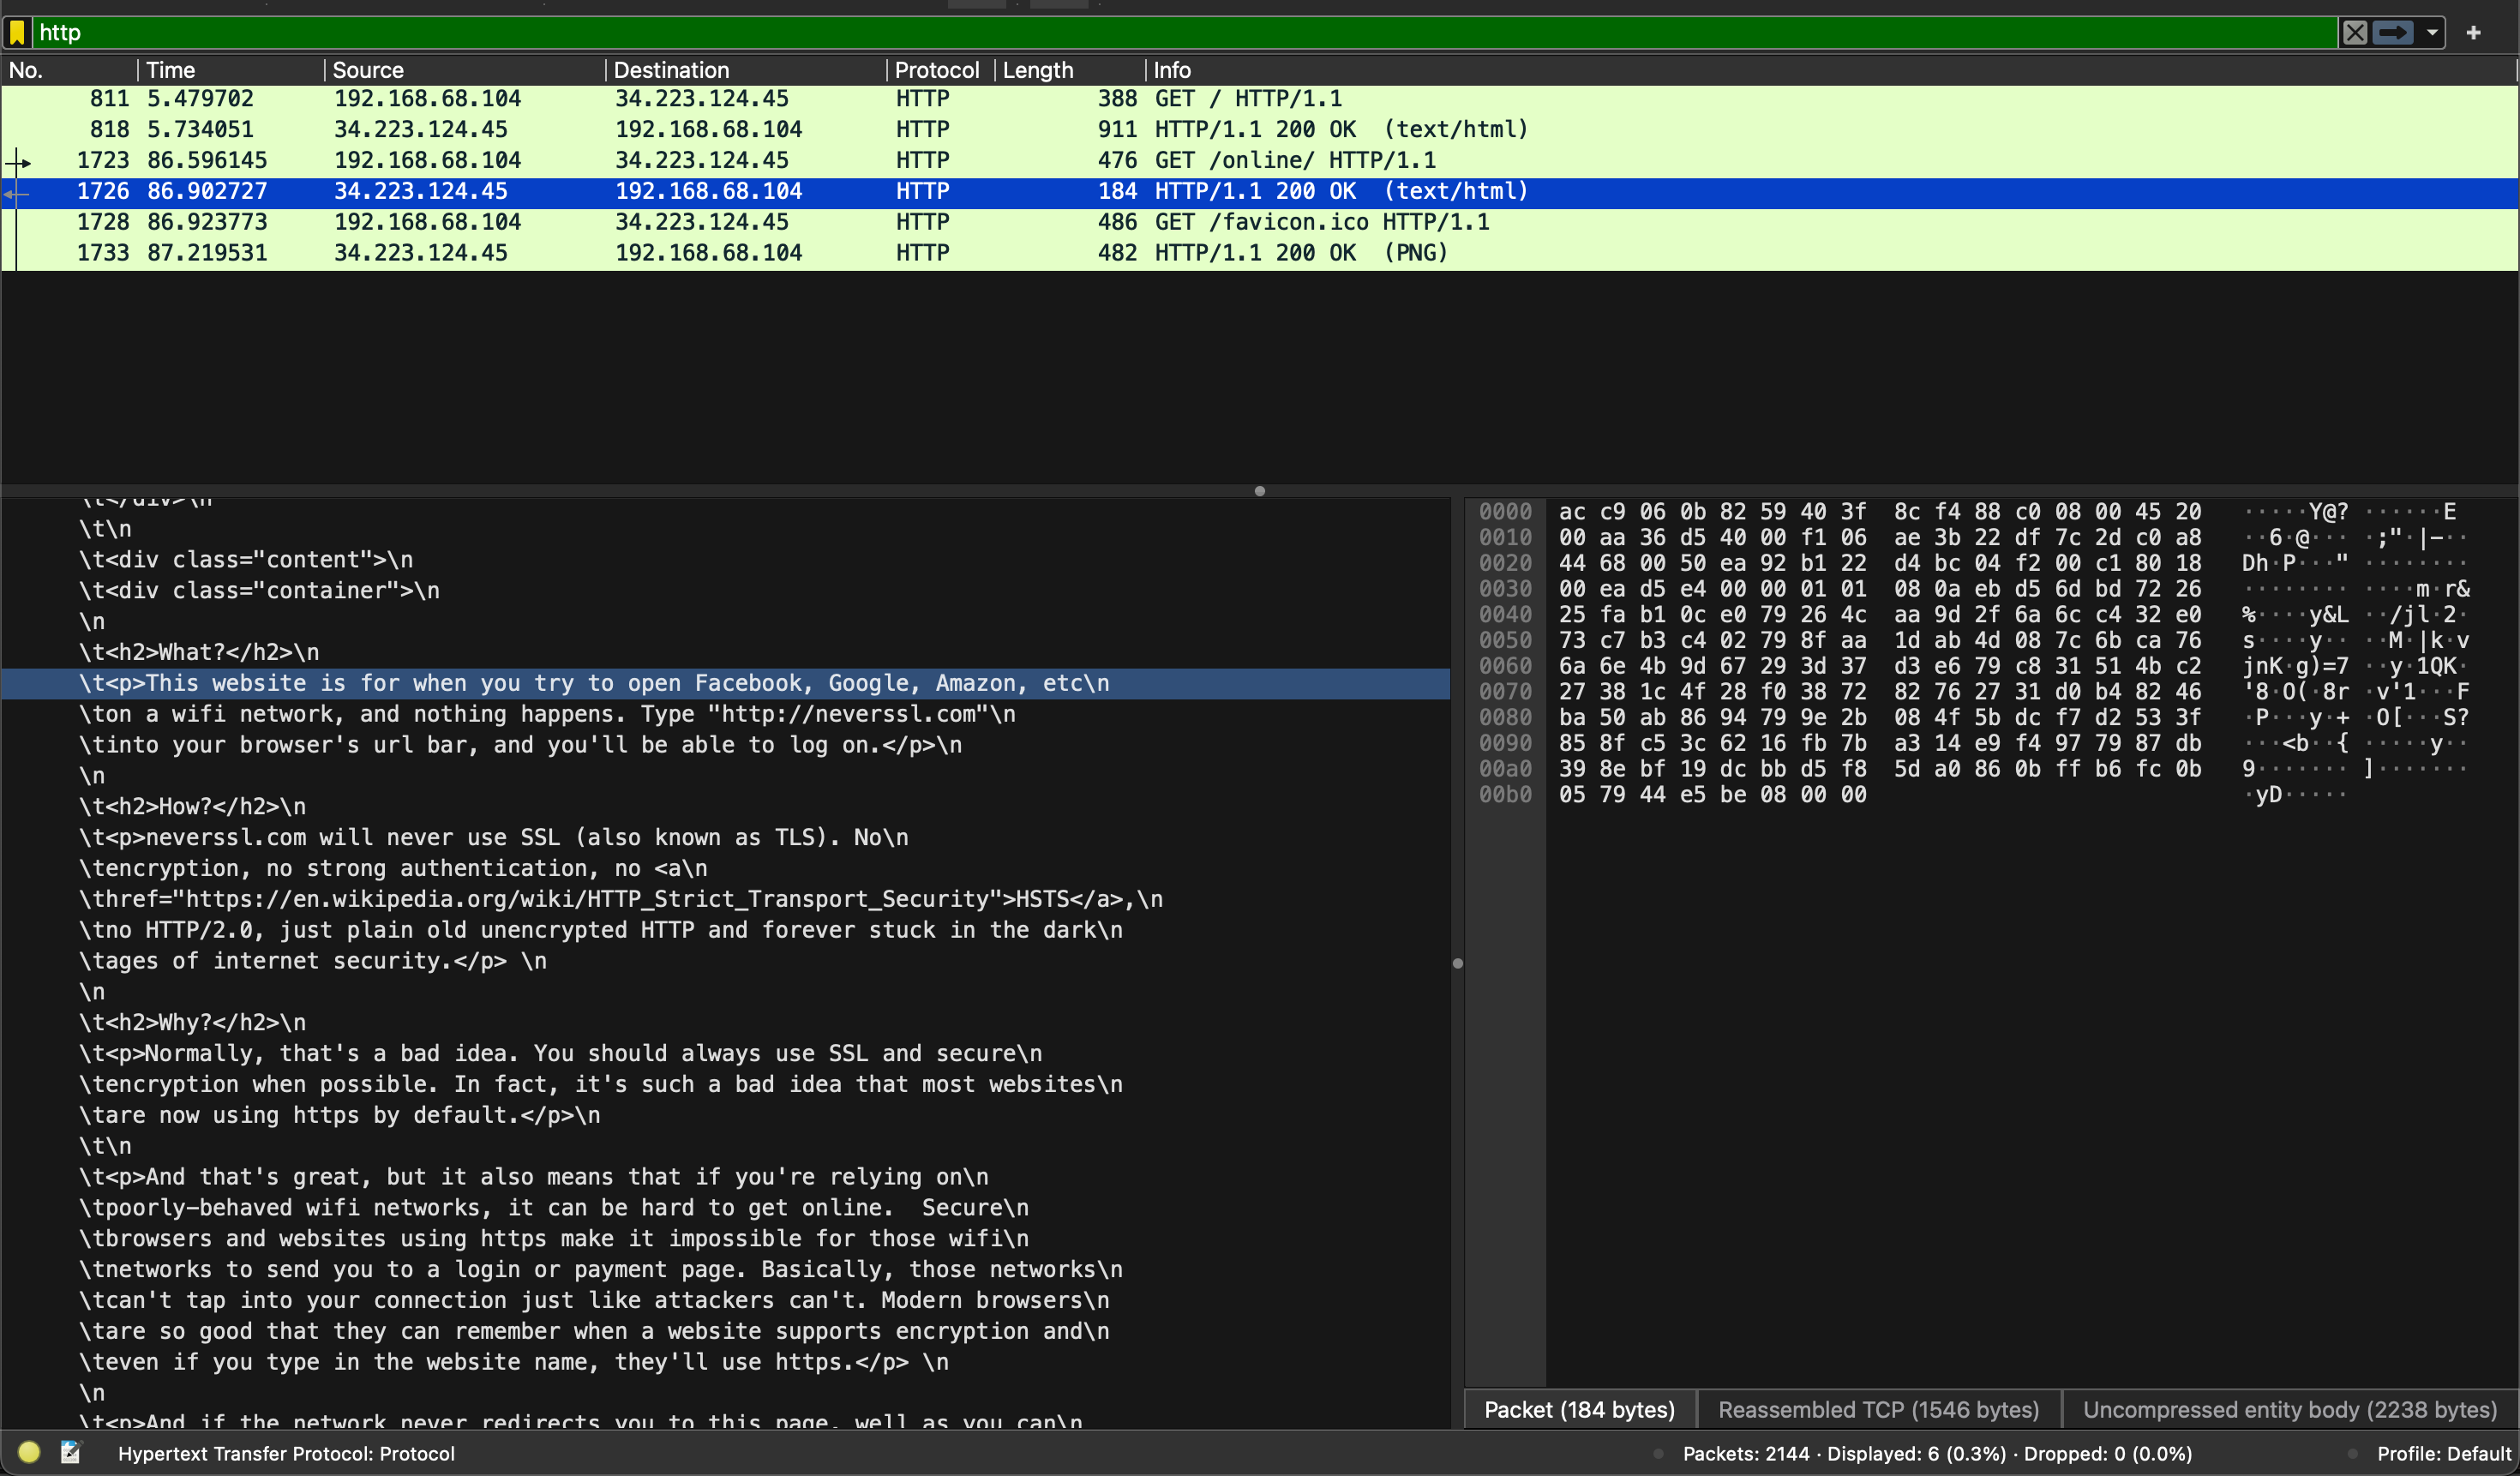 http
No. Time Source Destination Protocol Length Info
811 5.479702 192.168.68.104 34.223.124.45 HTTP 388 GET / HTTP/1.1
818 5.734051 34.223.124.45 192.168.68.104 HTTP 911 HTTP/1.1 200 OK  (text/html)
1723 86.596145 192.168.68.104 34.223.124.45 HTTP 476 GET /online/ HTTP/1.1
1726 86.902727 34.223.124.45 192.168.68.104 HTTP 184 HTTP/1.1 200 OK  (text/html)
1728 86.923773 192.168.68.104 34.223.124.45 HTTP 486 GET /favicon.ico HTTP/1.1
1733 87.219531 34.223.124.45 192.168.68.104 HTTP 482 HTTP/1.1 200 OK  (PNG)
\t</div>\n
\t\n
\t<div class="content">\n
\t<div class="container">\n
\n
\t<h2>What?</h2>\n
\t<p>This website is for when you try to open Facebook, Google, Amazon, etc\n
\ton a wifi network, and nothing happens. Type "http://neverssl.com"\n
\tinto your browser's url bar, and you'll be able to log on.</p>\n
\n
\t<h2>How?</h2>\n
\t<p>neverssl.com will never use SSL (also known as TLS). No\n
\tencryption, no strong authentication, no <a\n
\thref="https://en.wikipedia.org/wiki/HTTP_Strict_Transport_Security">HSTS</a>,\n
\tno HTTP/2.0, just plain old unencrypted HTTP and forever stuck in the dark\n
\tages of internet security.</p> \n
\n
\t<h2>Why?</h2>\n
\t<p>Normally, that's a bad idea. You should always use SSL and secure\n
\tencryption when possible. In fact, it's such a bad idea that most websites\n
\tare now using https by default.</p>\n
\t\n
\t<p>And that's great, but it also means that if you're relying on\n
\tpoorly-behaved wifi networks, it can be hard to get online.  Secure\n
\tbrowsers and websites using https make it impossible for those wifi\n
\tnetworks to send you to a login or payment page. Basically, those networks\n
\tcan't tap into your connection just like attackers can't. Modern browsers\n
\tare so good that they can remember when a website supports encryption and\n
\teven if you type in the website name, they'll use https.</p> \n
\n
\t<p>And if the network never redirects you to this page, well as you can\n
0000 ac c9 06 0b 82 59 40 3f 8c f4 88 c0 08 00 45 20 ·····Y@? ······E
0010 00 aa 36 d5 40 00 f1 06 ae 3b 22 df 7c 2d c0 a8 ··6·@··· ·;"·|-··
0020 44 68 00 50 ea 92 b1 22 d4 bc 04 f2 00 c1 80 18 Dh·P···" ········
0030 00 ea d5 e4 00 00 01 01 08 0a eb d5 6d bd 72 26 ········ ····m·r&
0040 25 fa b1 0c e0 79 26 4c aa 9d 2f 6a 6c c4 32 e0 %····y&L ··/jl·2·
0050 73 c7 b3 c4 02 79 8f aa 1d ab 4d 08 7c 6b ca 76 s····y·· ··M·|k·v
0060 6a 6e 4b 9d 67 29 3d 37 d3 e6 79 c8 31 51 4b c2 jnK·g)=7 ··y·1QK·
0070 27 38 1c 4f 28 f0 38 72 82 76 27 31 d0 b4 82 46 '8·O(·8r ·v'1···F
0080 ba 50 ab 86 94 79 9e 2b 08 4f 5b dc f7 d2 53 3f ·P···y·+ ·O[···S?
0090 85 8f c5 3c 62 16 fb 7b a3 14 e9 f4 97 79 87 db ···<b··{ ·····y··
00a0 39 8e bf 19 dc bb d5 f8 5d a0 86 0b ff b6 fc 0b 9······· ]·······
00b0 05 79 44 e5 be 08 00 00 ·yD·····
Packet (184 bytes) Reassembled TCP (1546 bytes) Uncompressed entity body (2238 bytes)
Hypertext Transfer Protocol: Protocol Packets: 2144 · Displayed: 6 (0.3%) · Dropped: 0 (0.0%) Profile: Default